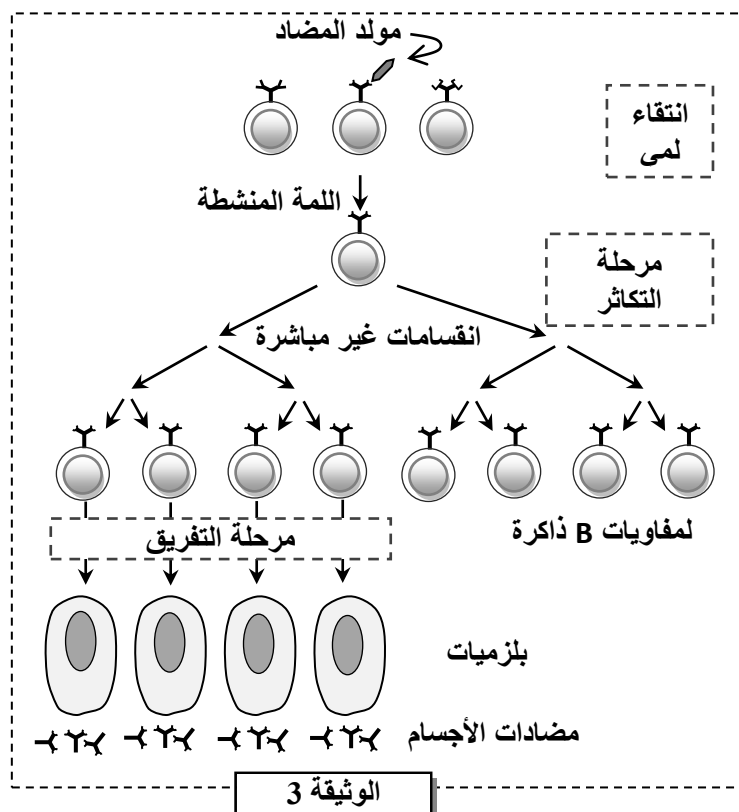 مولد المضاد
انتقاء
لمى
اللمة المنشطة
مرحلة
التكاثر
انقسامات غير مباشرة
لمفاويات B ذاكرة
مرحلة التفريق
بلزميات
مضادات الأجسام
الوثيقة 3